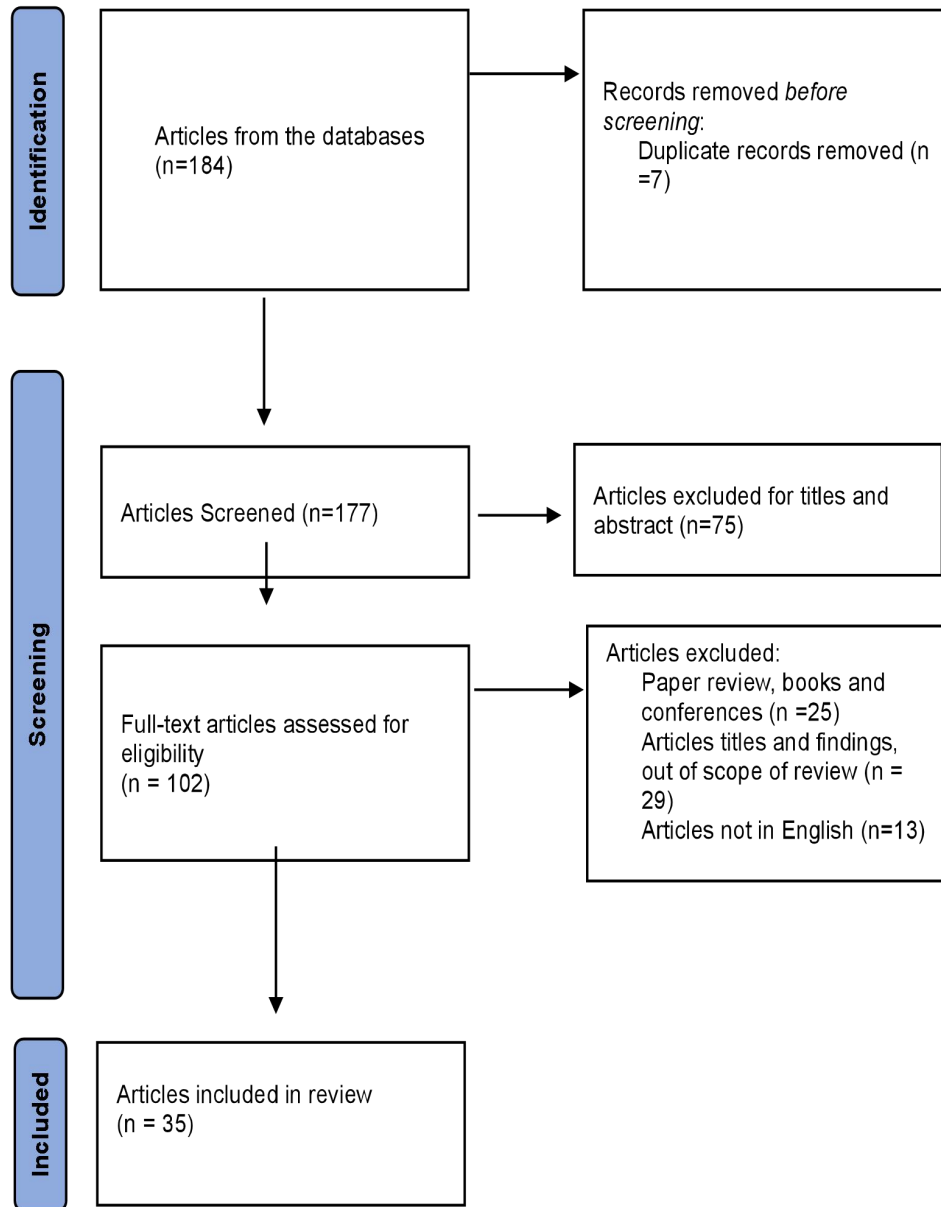 Identification
Articles from the databases
(n=184)
Records removed before
screening:
Duplicate records removed (n
=7)
Screening
Articles Screened (n=177)
Articles excluded for titles and
abstract (n=75)
Full-text articles assessed for
eligibility
(n = 102)
Articles excluded:
Paper review, books and
conferences (n =25)
Articles titles and findings,
out of scope of review (n =
29)
Articles not in English (n=13)
Included
Articles included in review
(n = 35)